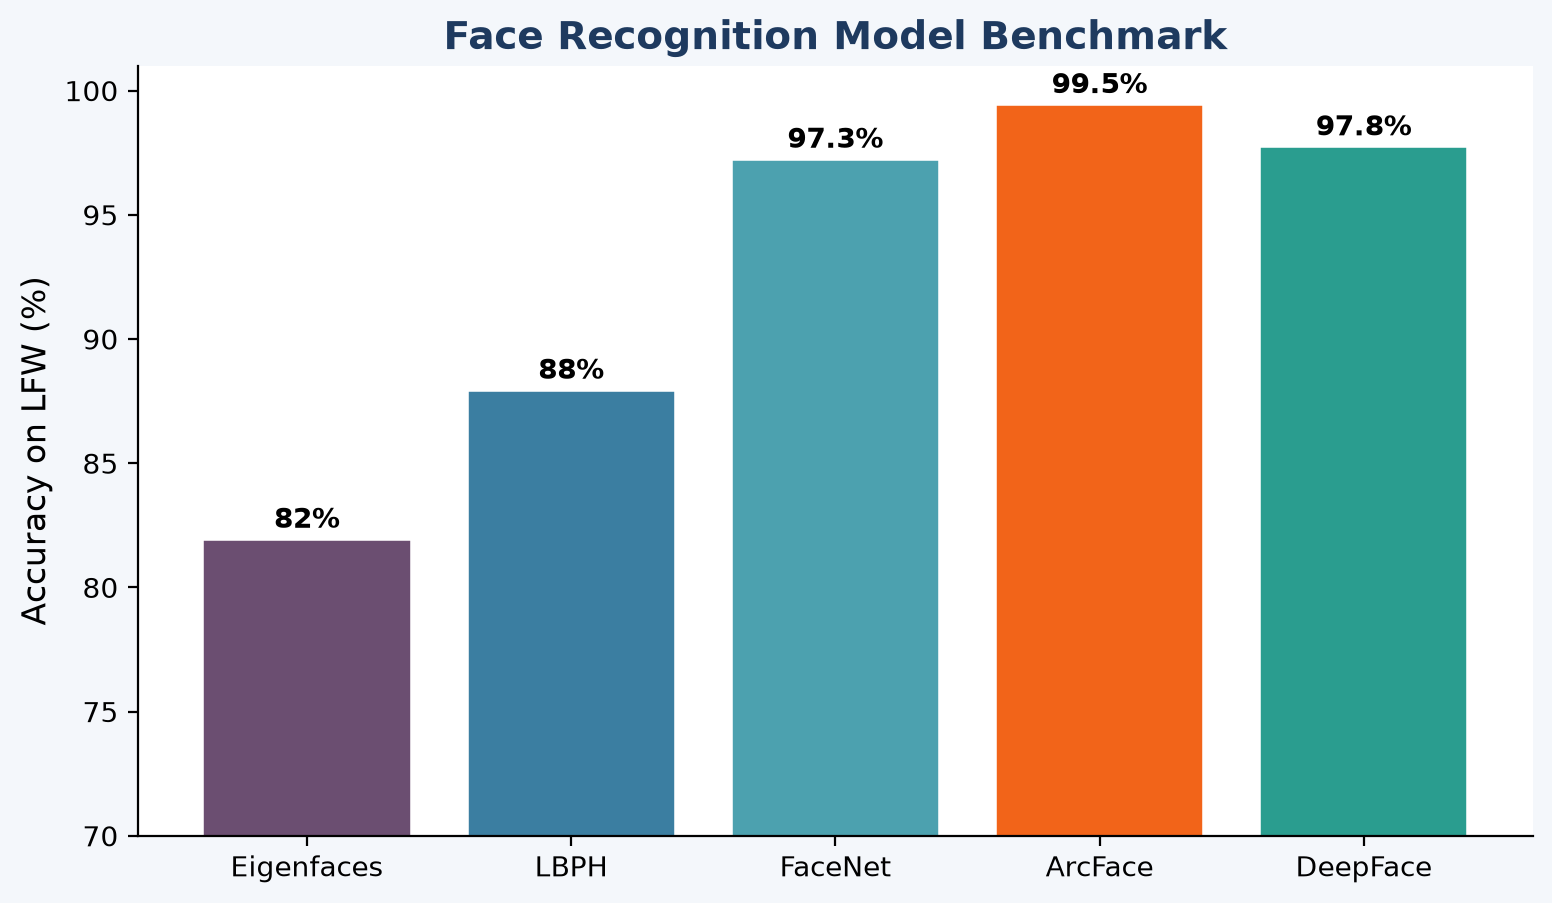 Face Recognition Model Benchmark
Accuracy on LFW (%)
100
95
90
85
80
75
70
82%
88%
97.3%
99.5%
97.8%
Eigenfaces
LBPH
FaceNet
ArcFace
DeepFace